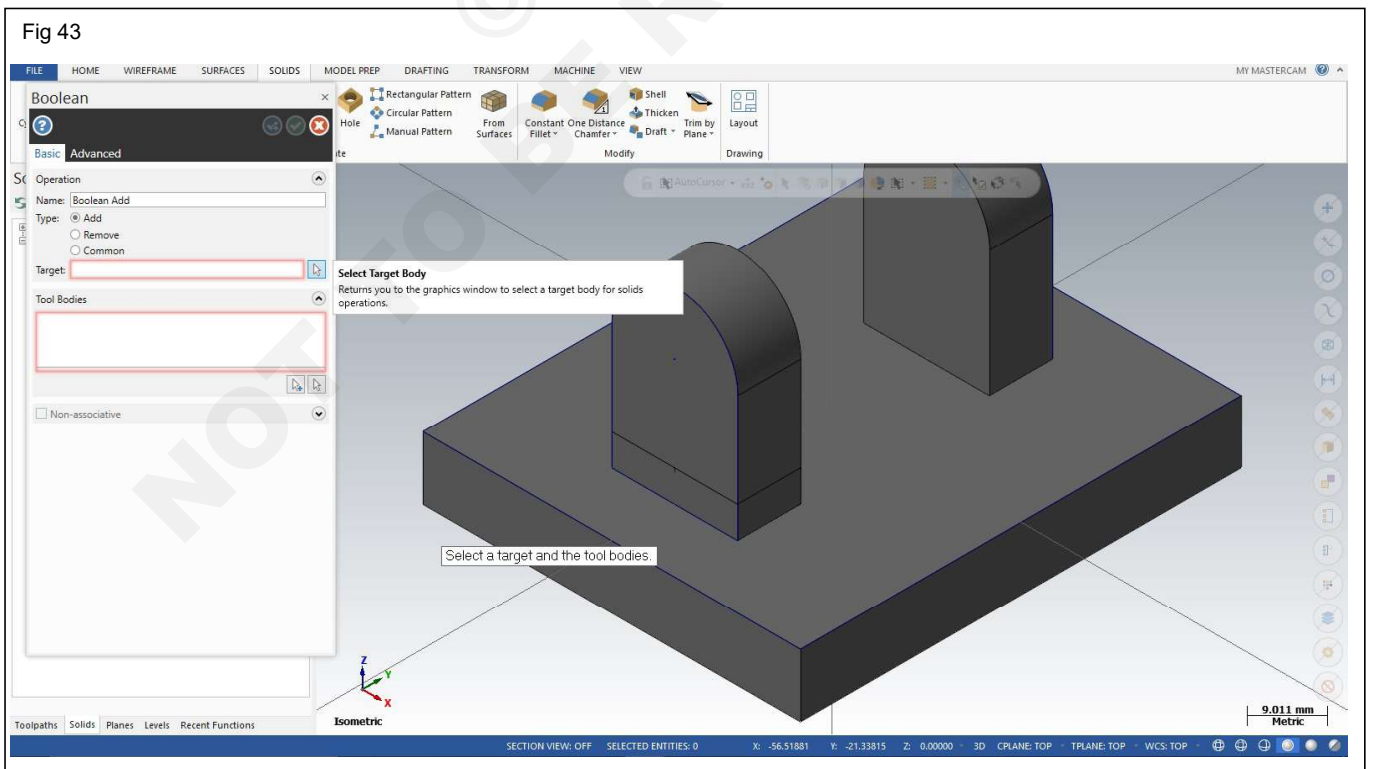 Fig 43
FILE HOME WIREFRAME SURFACES SOLIDS MODEL PREP DRAFTING TRANSFORM MACHINE VIEW MY MASTERCAM
Boolean
Hole
Rectangular Pattern
Circular Pattern
Manual Pattern
From Surfaces
Constant Fillet
One Distance Chamfer
Shell
Thicken
Draft
Trim by Plane
Layout
Modify
Drawing
Basic Advanced
Operation
Name: Boolean Add
Type: Add
Remove
Common
Target:
Select Target Body
Returns you to the graphics window to select a target body for solids
operations.
Tool Bodies
Non-associative
AutoCursor
Select a target and the tool bodies.
Z
Y
X
Isometric
9.011 mm
Metric
Toolpaths Solids Planes Levels Recent Functions
SECTION VIEW: OFF SELECTED ENTITIES: 0 X: -56.51881 Y: -21.33815 Z: 0.00000 3D CPLANE: TOP TPLANE: TOP WCS: TOP
NOT TO BE R
©